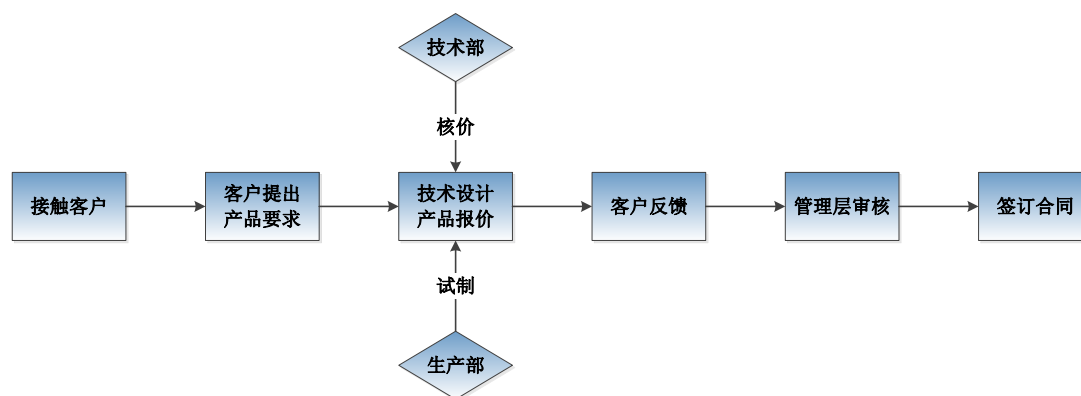 技术部
核价
接触客户
客户提出
产品要求
技术设计
产品报价
客户反馈
管理层审核
签订合同
试制
生产部